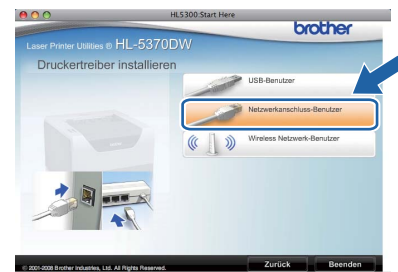 HL5300:Start Here
brother
Laser Printer Utilities ® HL-5370DW
Druckertreiber installieren
USB-Benutzer
Netzwerkanschluss-Benutzer
Wireless Netzwerk-Benutzer
© 2001-2008 Brother Industries, Ltd. All Rights Reserved.
Zurück
Beenden